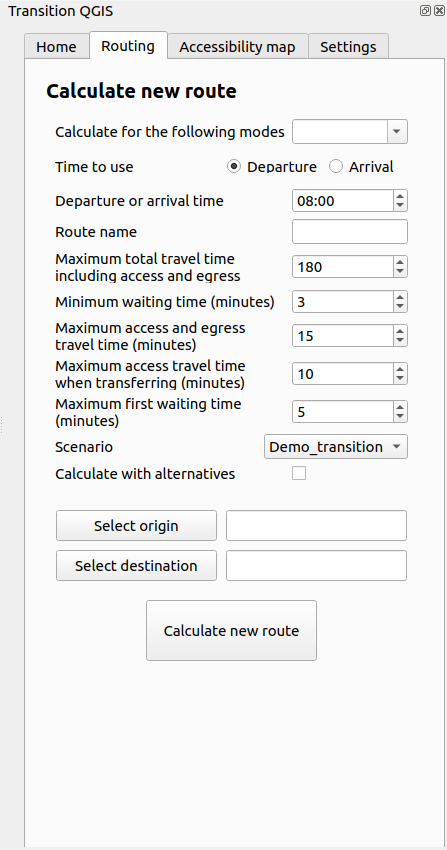 Transition QGIS
Home Routing Accessibility map Settings
Calculate new route
Calculate for the following modes
Time to use Departure Arrival
Departure or arrival time 08:00
Route name
Maximum total travel time
including access and egress 180
Minimum waiting time (minutes) 3
Maximum access and egress
travel time (minutes) 15
Maximum access travel time
when transferring (minutes) 10
Maximum first waiting time
(minutes) 5
Scenario Demo_transition
Calculate with alternatives
Select origin
Select destination
Calculate new route